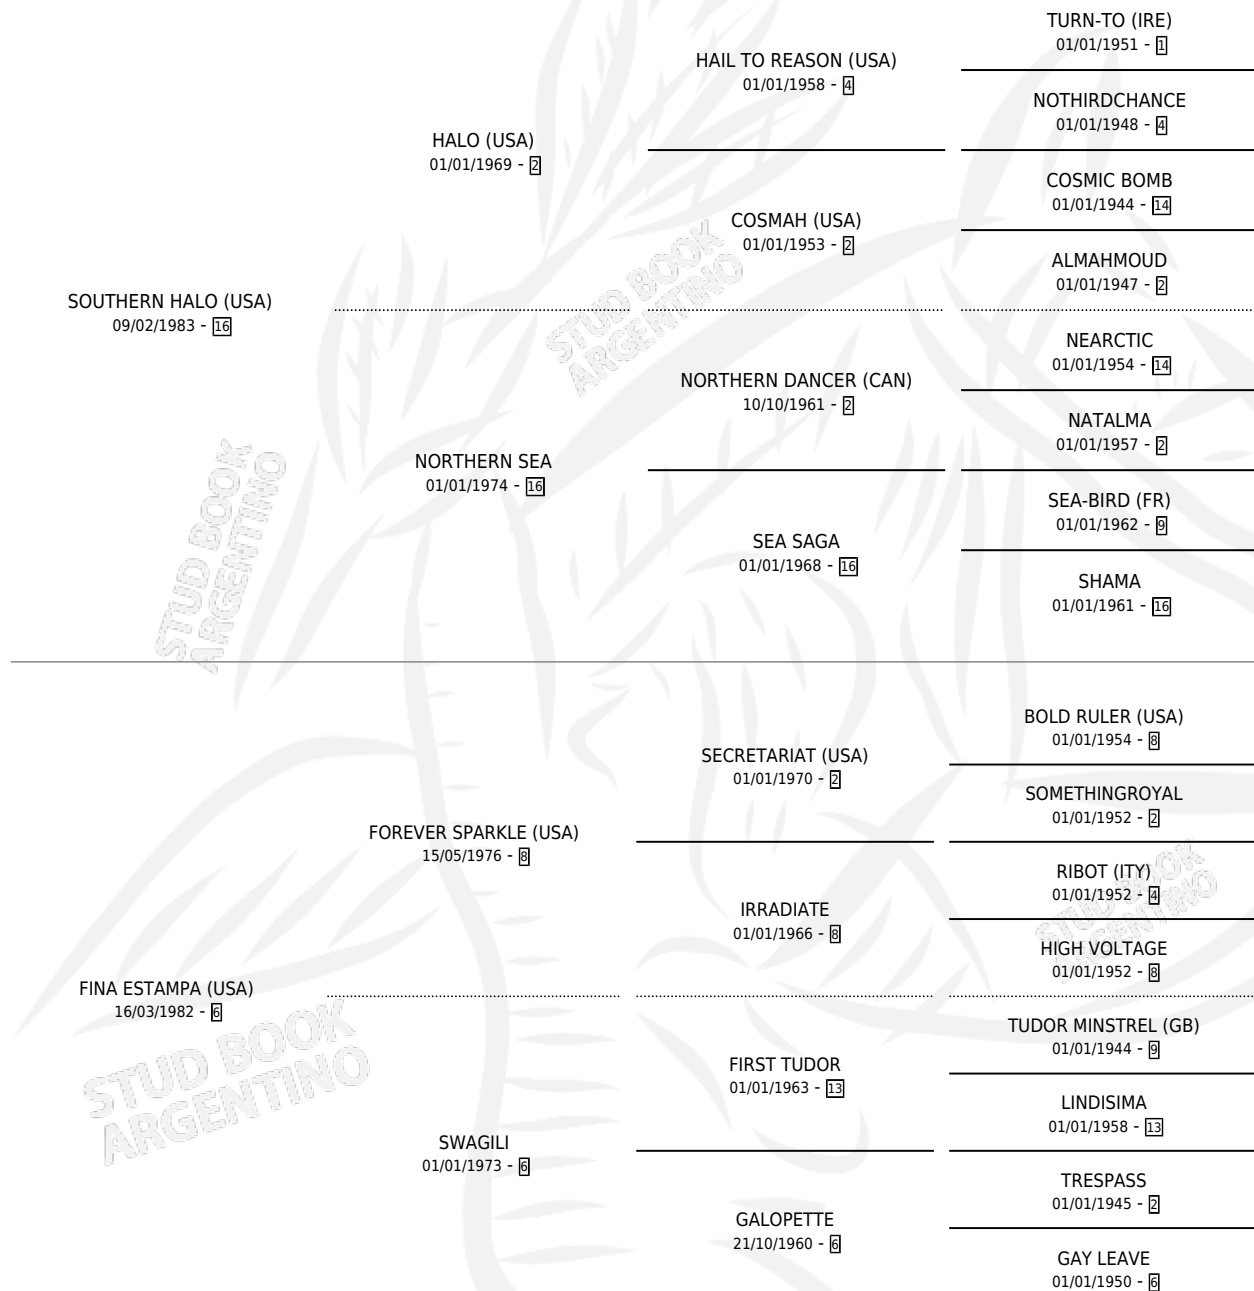 TURN-TO (IRE)
01/01/1951 - 1
HAIL TO REASON (USA)
01/01/1958 - 4
NOTHIRDCHANCE
01/01/1948 - 4
HALO (USA)
01/01/1969 - 2
COSMIC BOMB
01/01/1944 - 14
COSMAH (USA)
01/01/1953 - 2
ALMAHMOUD
01/01/1947 - 2
SOUTHERN HALO (USA)
09/02/1983 - 16
STUD BOOK
ARGENTINO
NEARCTIC
01/01/1954 - 14
NORTHERN DANCER (CAN)
10/10/1961 - 2
NATALMA
01/01/1957 - 2
NORTHERN SEA
01/01/1974 - 16
SEA-BIRD (FR)
01/01/1962 - 9
SEA SAGA
01/01/1968 - 16
SHAMA
01/01/1961 - 16
STUD BOOK
ARGENTINO
BOLD RULER (USA)
01/01/1954 - 8
SECRETARIAT (USA)
01/01/1970 - 2
SOMETHINGROYAL
01/01/1952 - 2
FOREVER SPARKLE (USA)
15/05/1976 - 8
RIBOT (ITY)
01/01/1952 - 4
IRRADIATE
01/01/1966 - 8
STUD BOOK
ARGENTINO
HIGH VOLTAGE
01/01/1952 - 8
FINA ESTAMPA (USA)
16/03/1982 - 6
STUD BOOK
ARGENTINO
TUDOR MINSTREL (GB)
01/01/1944 - 9
FIRST TUDOR
01/01/1963 - 13
LINDISIMA
01/01/1958 - 13
SWAGILI
01/01/1973 - 6
TRESPASS
01/01/1945 - 2
GALOPETTE
21/10/1960 - 6
GAY LEAVE
01/01/1950 - 6